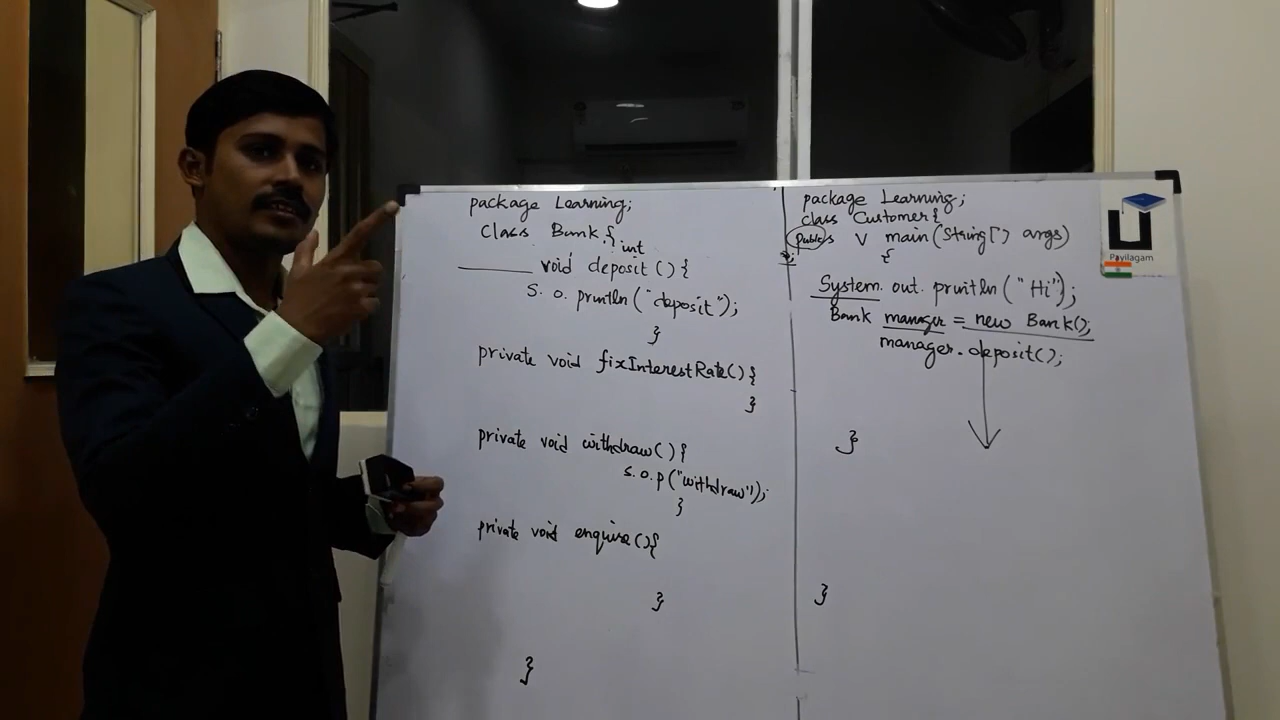 package Learning;
class Bank {
int
void deposit () {
S. o. println ("deposit");
}
private void fixInterestRate() {
}
private void withdraw() {
s. o. p ("withdraw");
}
private void enquire() {
}
}
package Learning;
class Customer {
public s v main (String[] args)
{
System. out. println ("Hi");
Bank manager = new Bank();
manager. deposit();
}
}
Payilagam